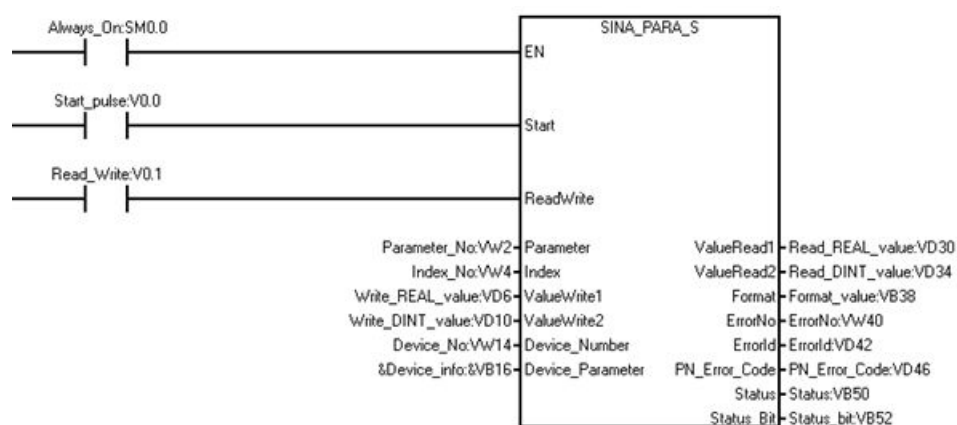 Always_On:SM0.0
SINA_PARA_S
EN
Start_pulse:V0.0
Start
Read_Write:V0.1
ReadWrite
Parameter_No:VW2 Parameter ValueRead1 Read_REAL_value:VD30
Index_No:VW4 Index ValueRead2 Read_DINT_value:VD34
Write_REAL_value:VD6 ValueWrite1 Format Format_value:VB38
Write_DINT_value:VD10 ValueWrite2 ErrorNo ErrorNo:VW40
Device_No:VW14 Device_Number ErrorId ErrorId:VD42
&Device_info:&VB16 Device_Parameter PN_Error_Code PN_Error_Code:VD46
Status Status:VB50
Status_Bit Status_bit:VB52